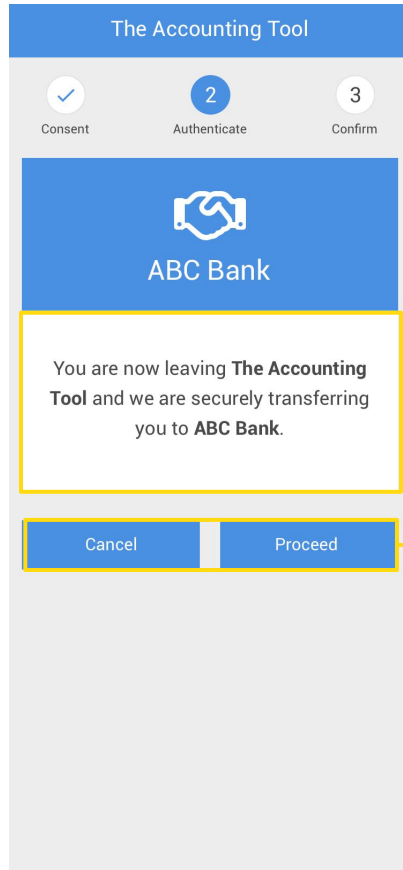 The Accounting Tool
2 3
Consent Authenticate Confirm
ABC Bank
You are now leaving The Accounting
Tool and we are securely transferring
you to ABC Bank.
Cancel Proceed